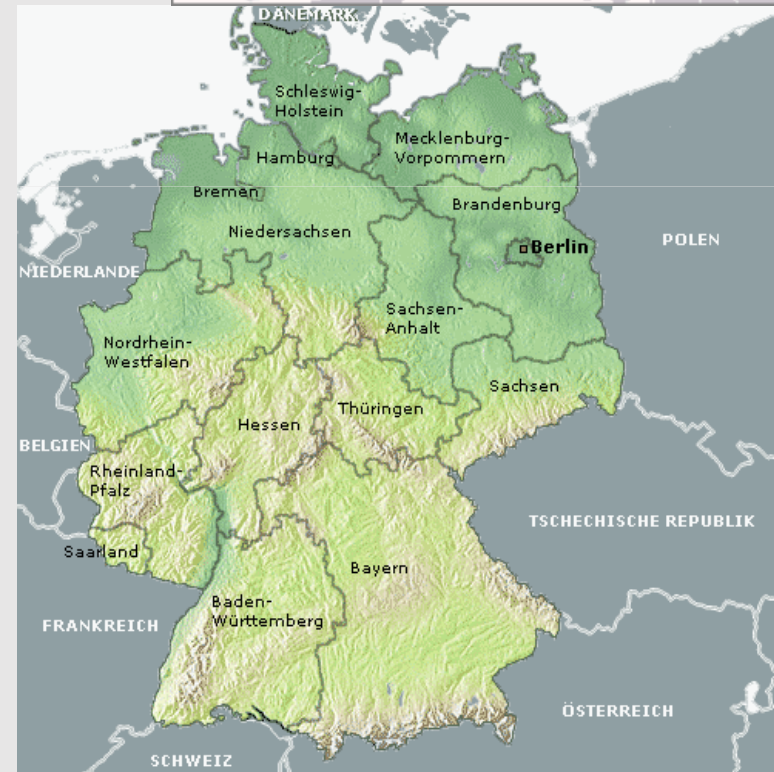 DÄNEMARK
Schleswig-
Holstein
Mecklenburg-
Vorpommern
Hamburg
Bremen
Brandenburg
Niedersachsen
Berlin
POLEN
NIEDERLANDE
Sachsen-
Anhalt
Nordrhein-
Westfalen
Sachsen
Thüringen
Hessen
BELGIEN
Rheinland-
Pfalz
TSCHECHISCHE REPUBLIK
Saarland
Bayern
Baden-
Württemberg
FRANKREICH
ÖSTERREICH
SCHWEIZ